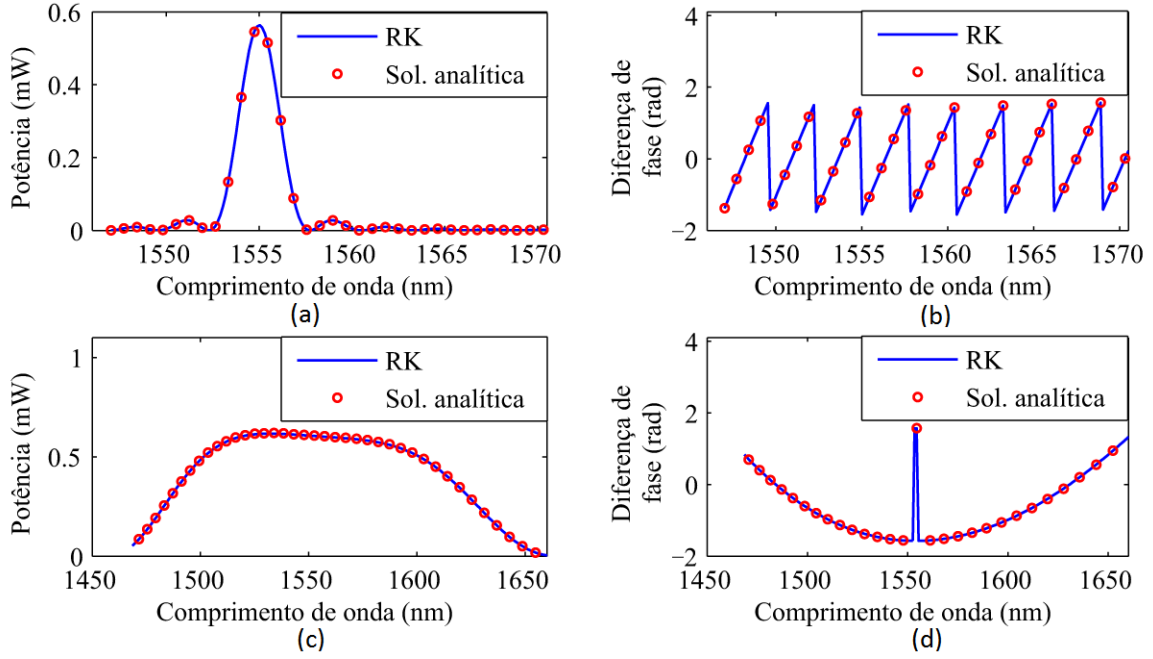 0.6
0.4
0.2
0
Potência (mW)
RK
Sol. analítica
1550 1555 1560 1565 1570
Comprimento de onda (nm)
(a)
4
2
0
−2
Diferença de
fase (rad)
RK
Sol. analítica
1550 1555 1560 1565 1570
Comprimento de onda (nm)
(b)
1
0.5
0
Potência (mW)
RK
Sol. analítica
1450 1500 1550 1600 1650
Comprimento de onda (nm)
(c)
4
2
0
−2
Diferença de
fase (rad)
RK
Sol. analítica
1450 1500 1550 1600 1650
Comprimento de onda (nm)
(d)